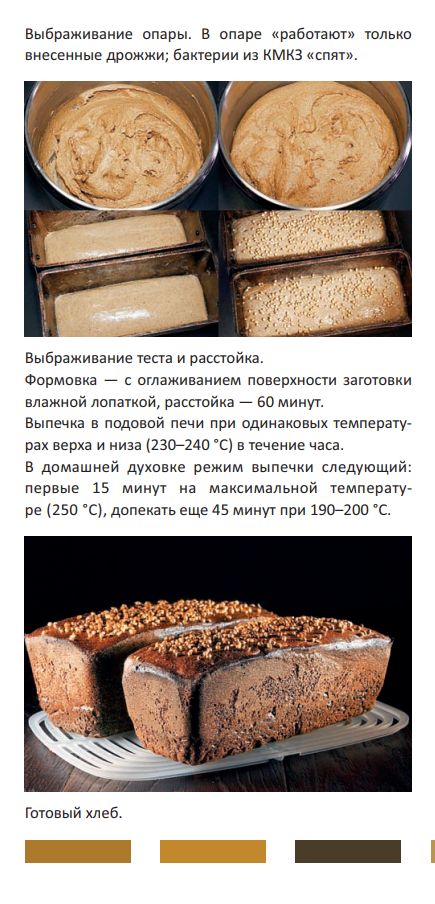 Выбраживание опары. В опаре «работают» только
внесенные дрожжи; бактерии из КМКЗ «спят».
Выбраживание теста и расстойка.
Формовка — с оглаживанием поверхности заготовки
влажной лопаткой, расстойка — 60 минут.
Выпечка в подовой печи при одинаковых температу-
рах верха и низа (230–240 °С) в течение часа.
В домашней духовке режим выпечки следующий:
первые 15 минут на максимальной температу-
ре (250 °С), допекать еще 45 минут при 190–200 °С.
Готовый хлеб.